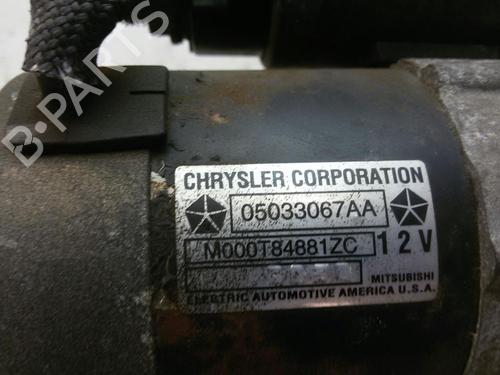 B-PARTS
CHRYSLER CORPORATION
05033067AA
M000T84881ZC 12V
MITSUBISHI
ELECTRIC AUTOMOTIVE AMERICA U.S.A.